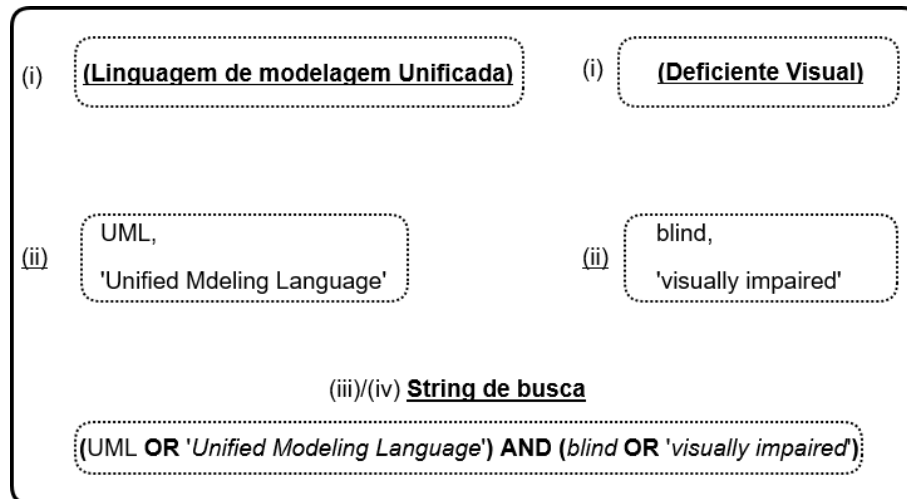 (i) (Linguagem de modelagem Unificada) (i) (Deficiente Visual)
(ii) UML, (ii) blind,
'Unified Mdeling Language' 'visually impaired'
(iii)/(iv) String de busca
(UML OR 'Unified Modeling Language') AND (blind OR 'visually impaired')